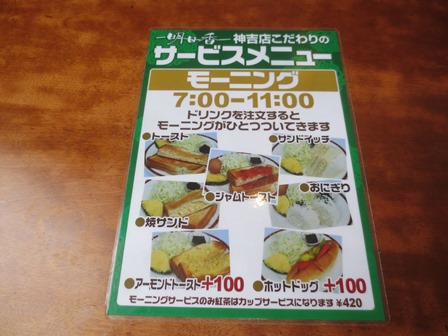 明日香 神吉店こだわりの
サービスメニュー
モーニング
7:00-11:00
ドリンクを注文すると
モーニングがひとつついてきます
●トースト
●サンドイッチ
●ジャムトースト
●おにぎり
●焼サンド
●アーモンドトースト+100
●ホットドッグ +100
モーニングサービスのみ紅茶はカップサービスになります ¥420